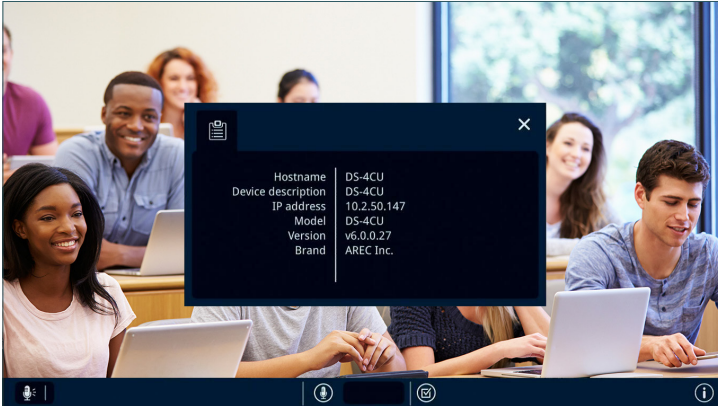 Hostname DS-4CU
Device description DS-4CU
IP address 10.2.50.147
Model DS-4CU
Version v6.0.0.27
Brand AREC Inc.